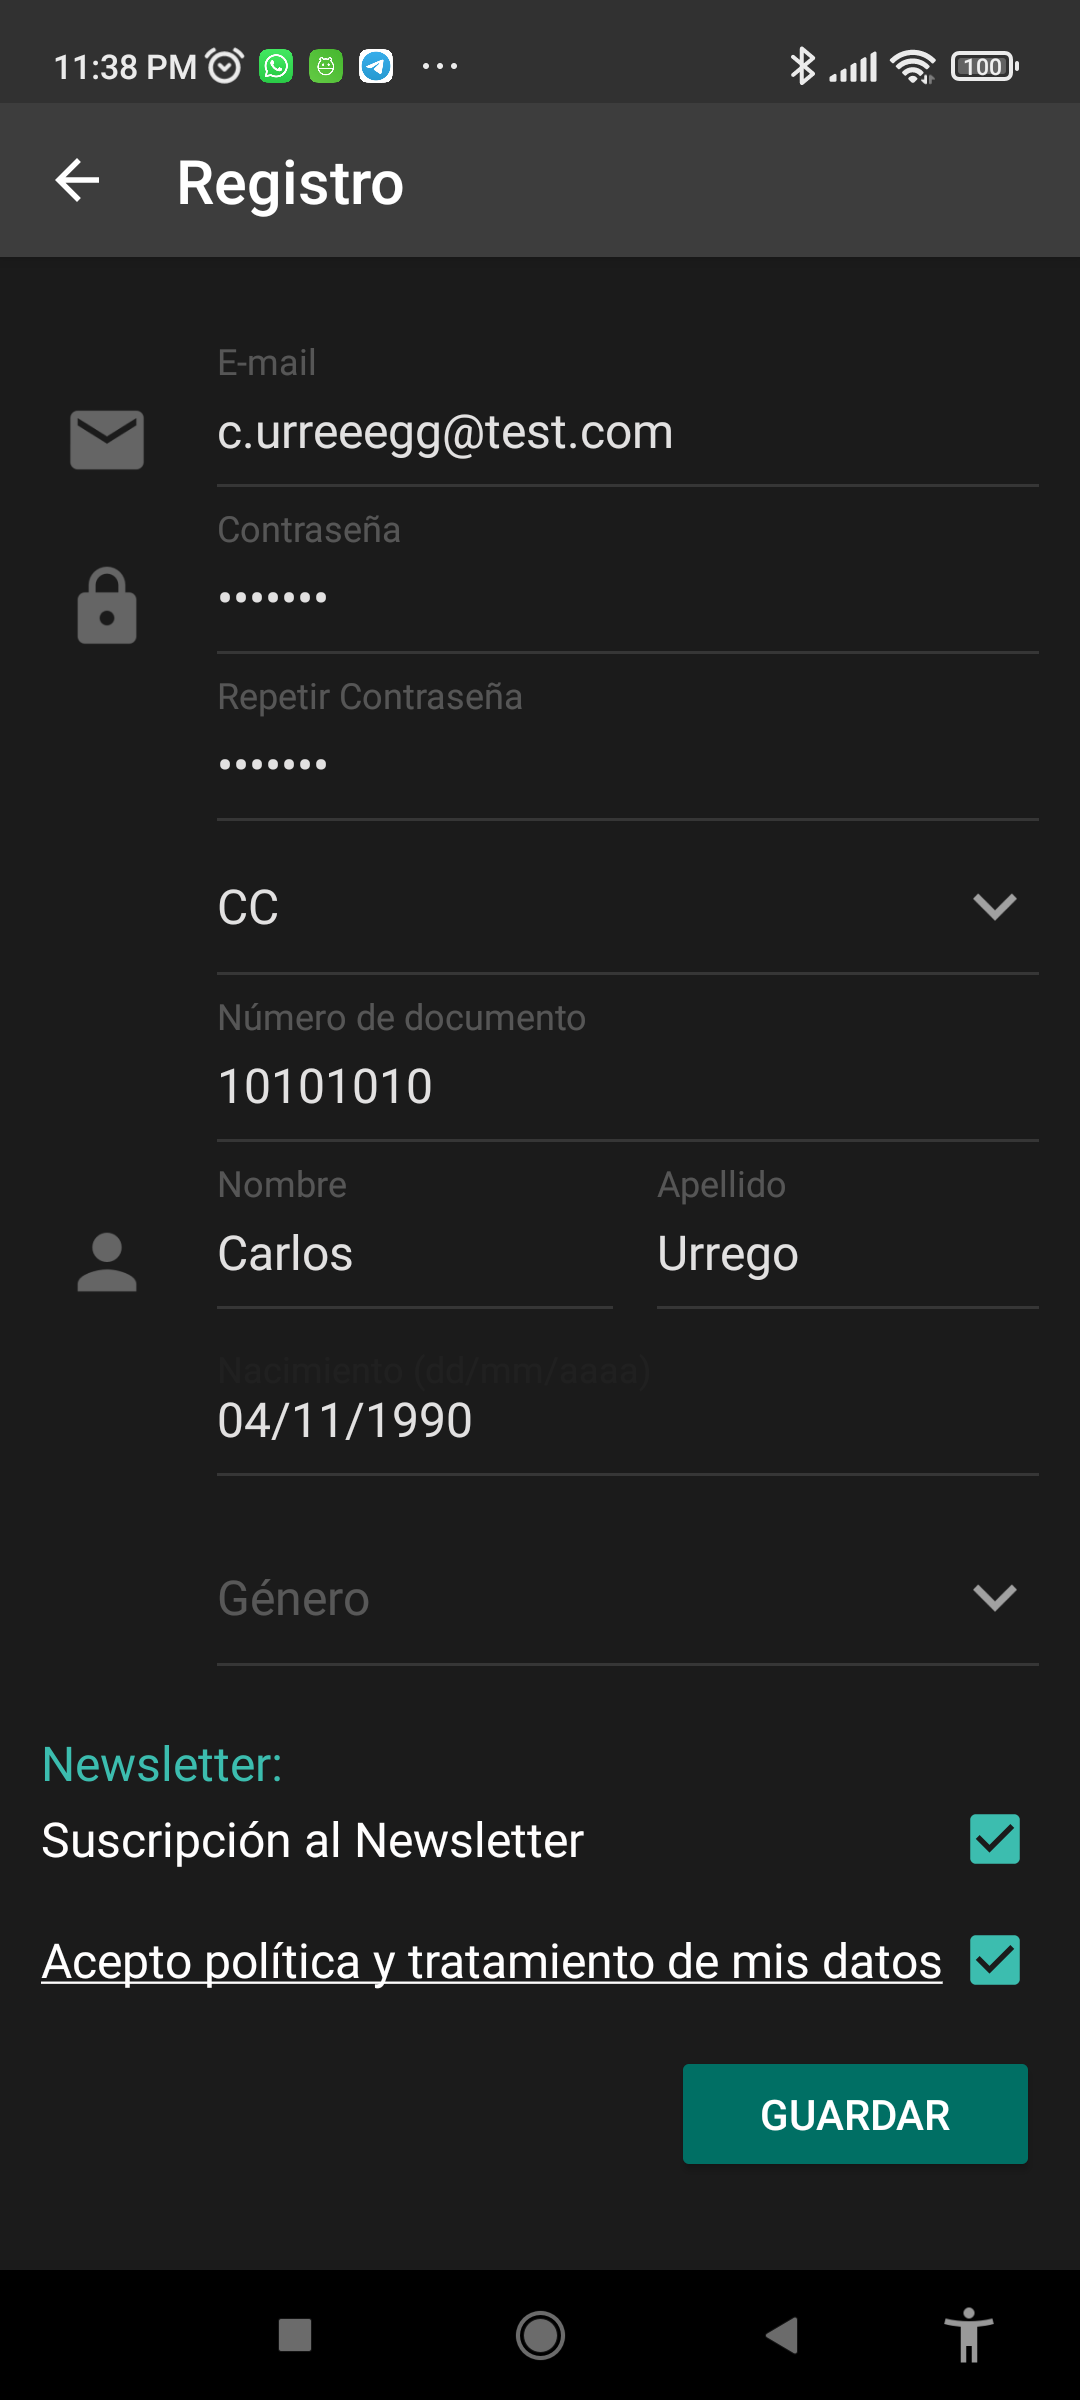 11:38 PM
100
Registro
E-mail
c.urreeegg@test.com
Contraseña
•••••••
Repetir Contraseña
•••••••
CC
Número de documento
10101010
Nombre Apellido
Carlos Urrego
Nacimiento (dd/mm/aaaa)
04/11/1990
Género
Newsletter:
Suscripción al Newsletter
Acepto política y tratamiento de mis datos
GUARDAR